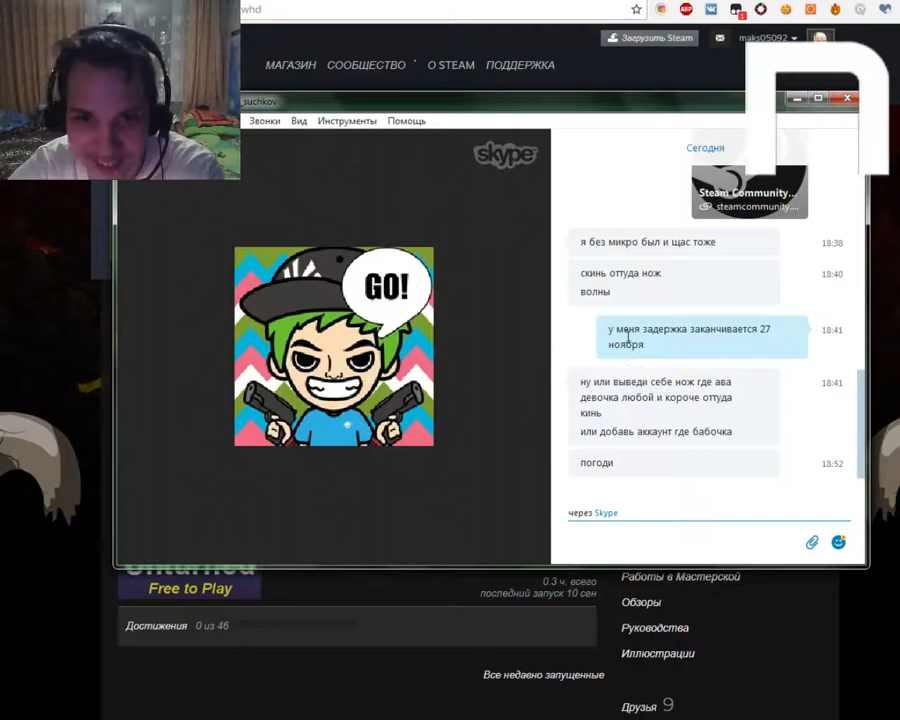 whd
Загрузить Steam
maks05092
1
МАГАЗИН СООБЩЕСТВО О STEAM ПОДДЕРЖКА
_suchkov
Звонки Вид Инструменты Помощь
skype
Сегодня
Steam Community...
steamcommunity....
я без микро был и щас тоже 18:38
скинь оттуда нож 18:40
волны
у меня задержка заканчивается 27 18:41
ноября
ну или выведи себе нож где ава 18:41
девочка любой и короче оттуда
кинь
или добавь аккаунт где бабочка
погоди 18:52
через Skype
GO!
Free to Play
0.3 ч. всего
последний запуск 10 сен
Достижения 0 из 46
Все недавно запущенные
Работы в Мастерской
Обзоры
Руководства
Иллюстрации
Друзья 9